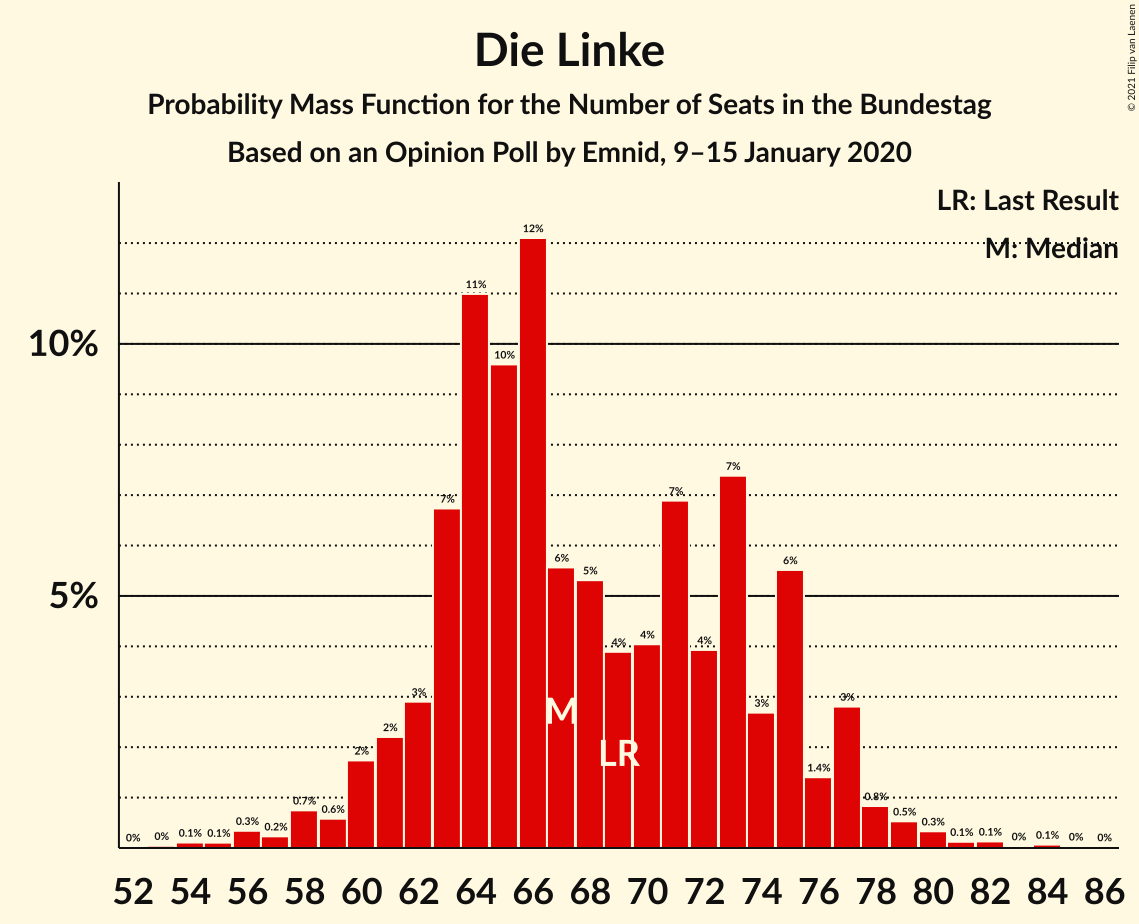 © 2021 Filip van Laenen
Die Linke
Probability Mass Function for the Number of Seats in the Bundestag
Based on an Opinion Poll by Emnid, 9–15 January 2020
LR: Last Result
M: Median
10%
5%
0% 0% 0.1% 0.1% 0.3% 0.2% 0.7% 0.6% 2% 2% 3% 7% 11% 10% 12% 6% 5% 4% 4% 7% 4% 7% 3% 6% 1.4% 3% 0.8% 0.5% 0.3% 0.1% 0.1% 0% 0.1% 0% 0%
M
LR
52 54 56 58 60 62 64 66 68 70 72 74 76 78 80 82 84 86